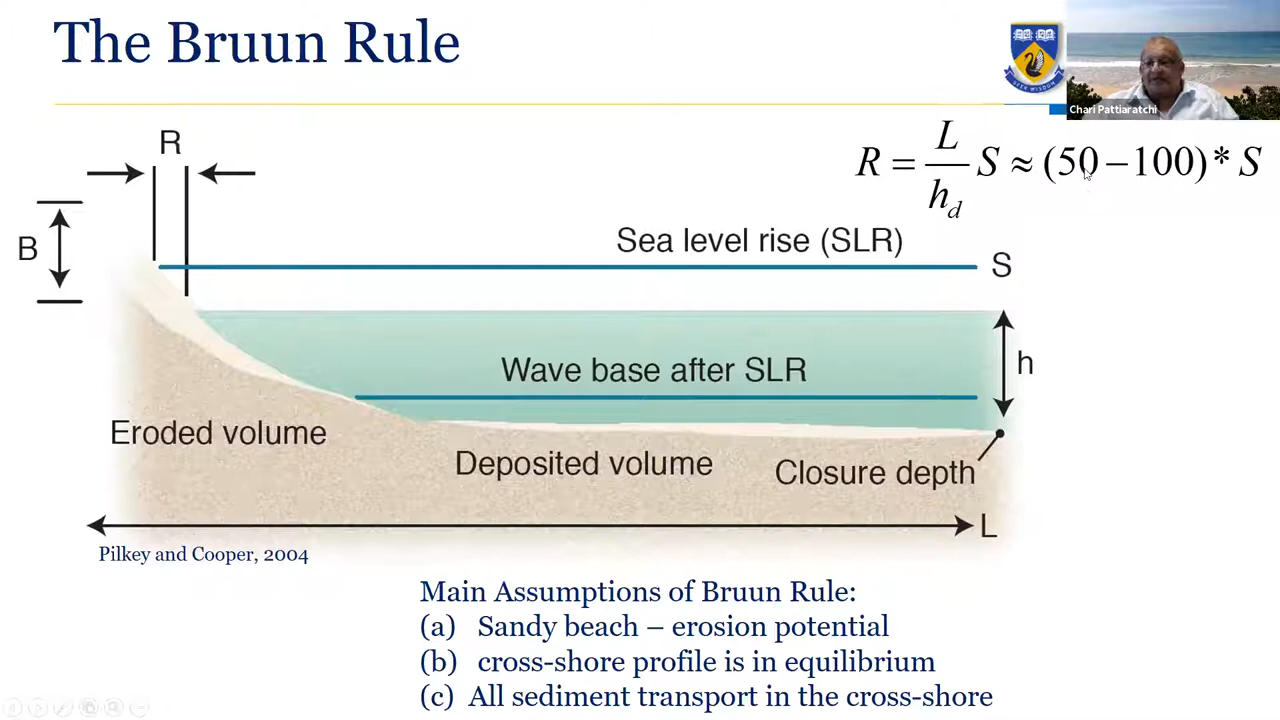 The Bruun Rule
SEEK WISDOM
Chari Pattiaratchi
R = L/h_d S ≈ (50 – 100) * S
R
B
Sea level rise (SLR)
S
Wave base after SLR
h
Eroded volume
Deposited volume
Closure depth
L
Pilkey and Cooper, 2004
Main Assumptions of Bruun Rule:
(a) Sandy beach – erosion potential
(b) cross-shore profile is in equilibrium
(c) All sediment transport in the cross-shore